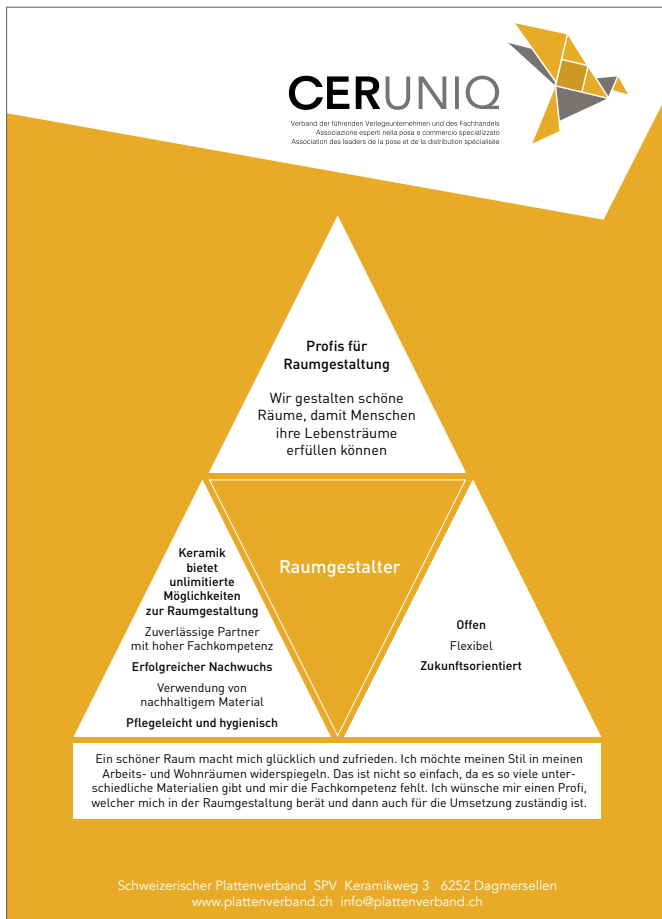 CERUNIQ
Verband der führenden Verlegeunternehmen und des Fachhandels
Associazione esperti nella posa e commercio specializzato
Association des leaders de la pose et de la distribution spécialisée
Profis für
Raumgestaltung
Wir gestalten schöne
Räume, damit Menschen
ihre Lebensträume
erfüllen können
Keramik
bietet
unlimitierte
Möglichkeiten
zur Raumgestaltung
Zuverlässige Partner
mit hoher Fachkompetenz
Erfolgreicher Nachwuchs
Verwendung von
nachhaltigem Material
Pflegeleicht und hygienisch
Raumgestalter
Offen
Flexibel
Zukunftsorientiert
Ein schöner Raum macht mich glücklich und zufrieden. Ich möchte meinen Stil in meinen
Arbeits- und Wohnräumen widerspiegeln. Das ist nicht so einfach, da es so viele unter-
schiedliche Materialien gibt und mir die Fachkompetenz fehlt. Ich wünsche mir einen Profi,
welcher mich in der Raumgestaltung berät und dann auch für die Umsetzung zuständig ist.
Schweizerischer Plattenverband SPV Keramikweg 3 6252 Dagmersellen
www.plattenverband.ch info@plattenverband.ch